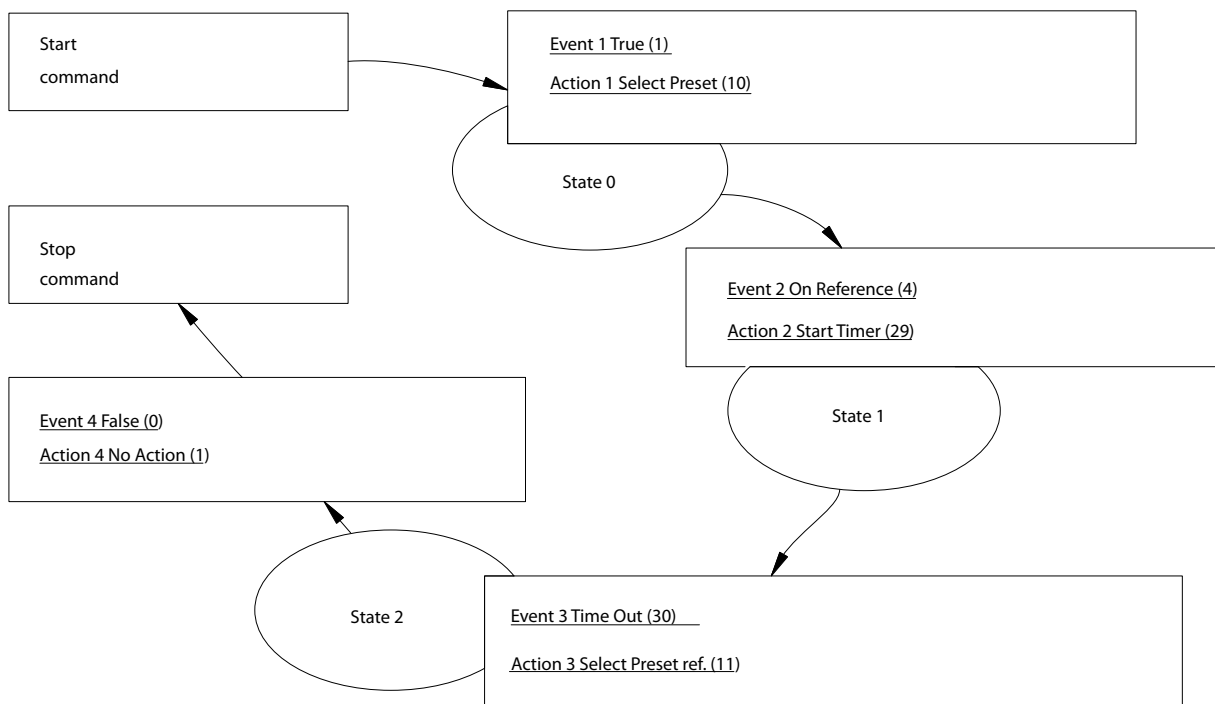 Start
command
Event 1 True (1)
Action 1 Select Preset (10)
State 0
Stop
command
Event 2 On Reference (4)
Action 2 Start Timer (29)
State 1
Event 4 False (0)
Action 4 No Action (1)
State 2
Event 3 Time Out (30)
Action 3 Select Preset ref. (11)